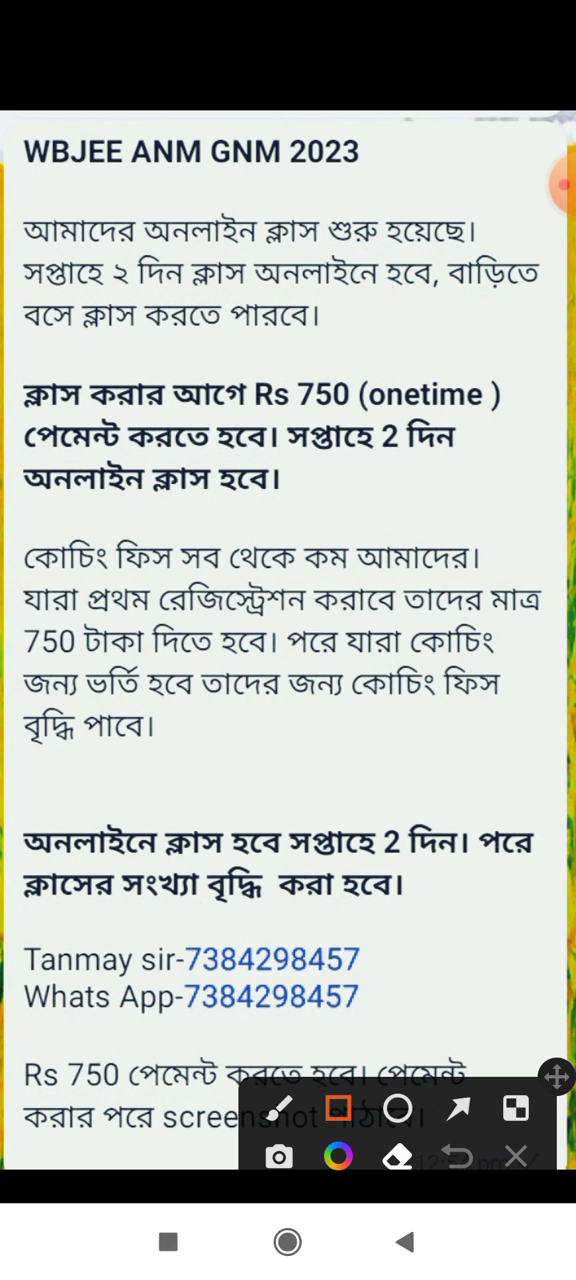 WBJEE ANM GNM 2023
আমাদের অনলাইন ক্লাস শুরু হয়েছে।
সপ্তাহে ২ দিন ক্লাস অনলাইনে হবে, বাড়িতে
বসে ক্লাস করতে পারবে।
ক্লাস করার আগে Rs 750 (onetime )
পেমেন্ট করতে হবে। সপ্তাহে 2 দিন
অনলাইন ক্লাস হবে।
কোচিং ফিস সব থেকে কম আমাদের।
যারা প্রথম রেজিস্ট্রেশন করাবে তাদের মাত্র
750 টাকা দিতে হবে। পরে যারা কোচিং
জন্য ভর্তি হবে তাদের জন্য কোচিং ফিস
বৃদ্ধি পাবে।
অনলাইনে ক্লাস হবে সপ্তাহে 2 দিন। পরে
ক্লাসের সংখ্যা বৃদ্ধি করা হবে।
Tanmay sir-7384298457
Whats App-7384298457
Rs 750 পেমেন্ট করতে হবে। পেমেন্ট
করার পরে screenshot পাঠাবে।